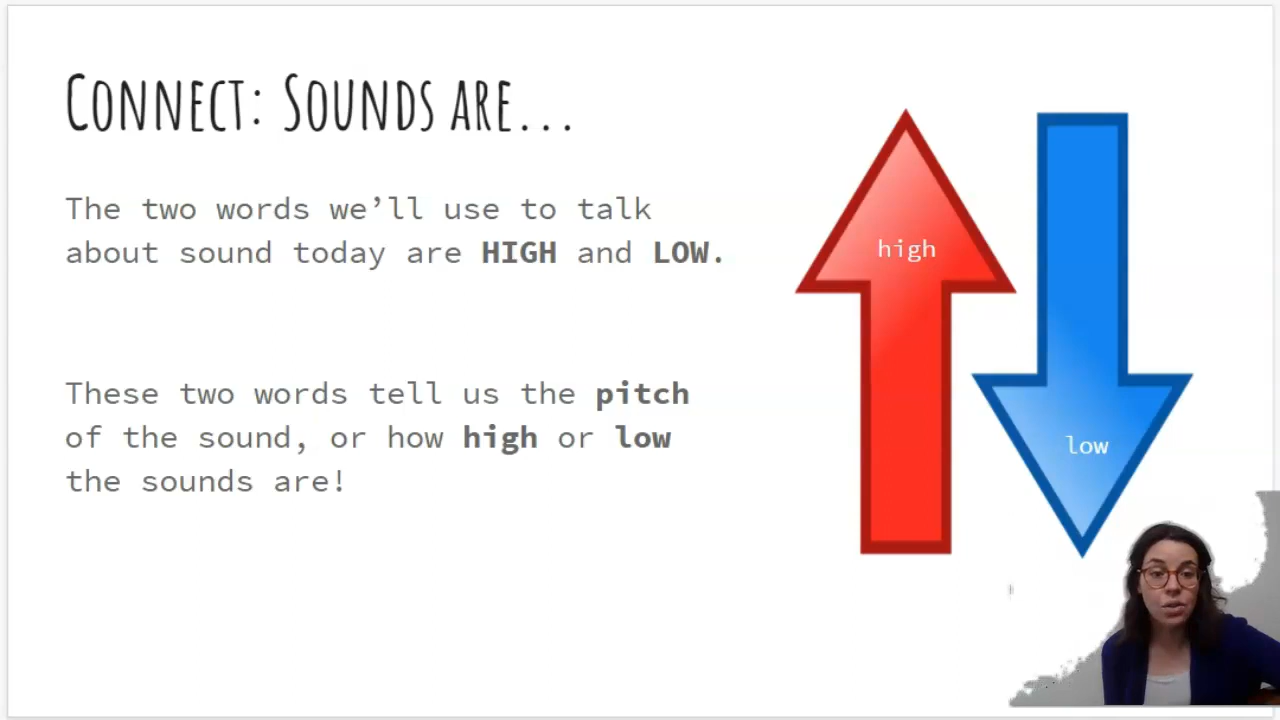 Connect: Sounds are...
The two words we’ll use to talk
about sound today are HIGH and LOW.
These two words tell us the pitch
of the sound, or how high or low
the sounds are!
high
low